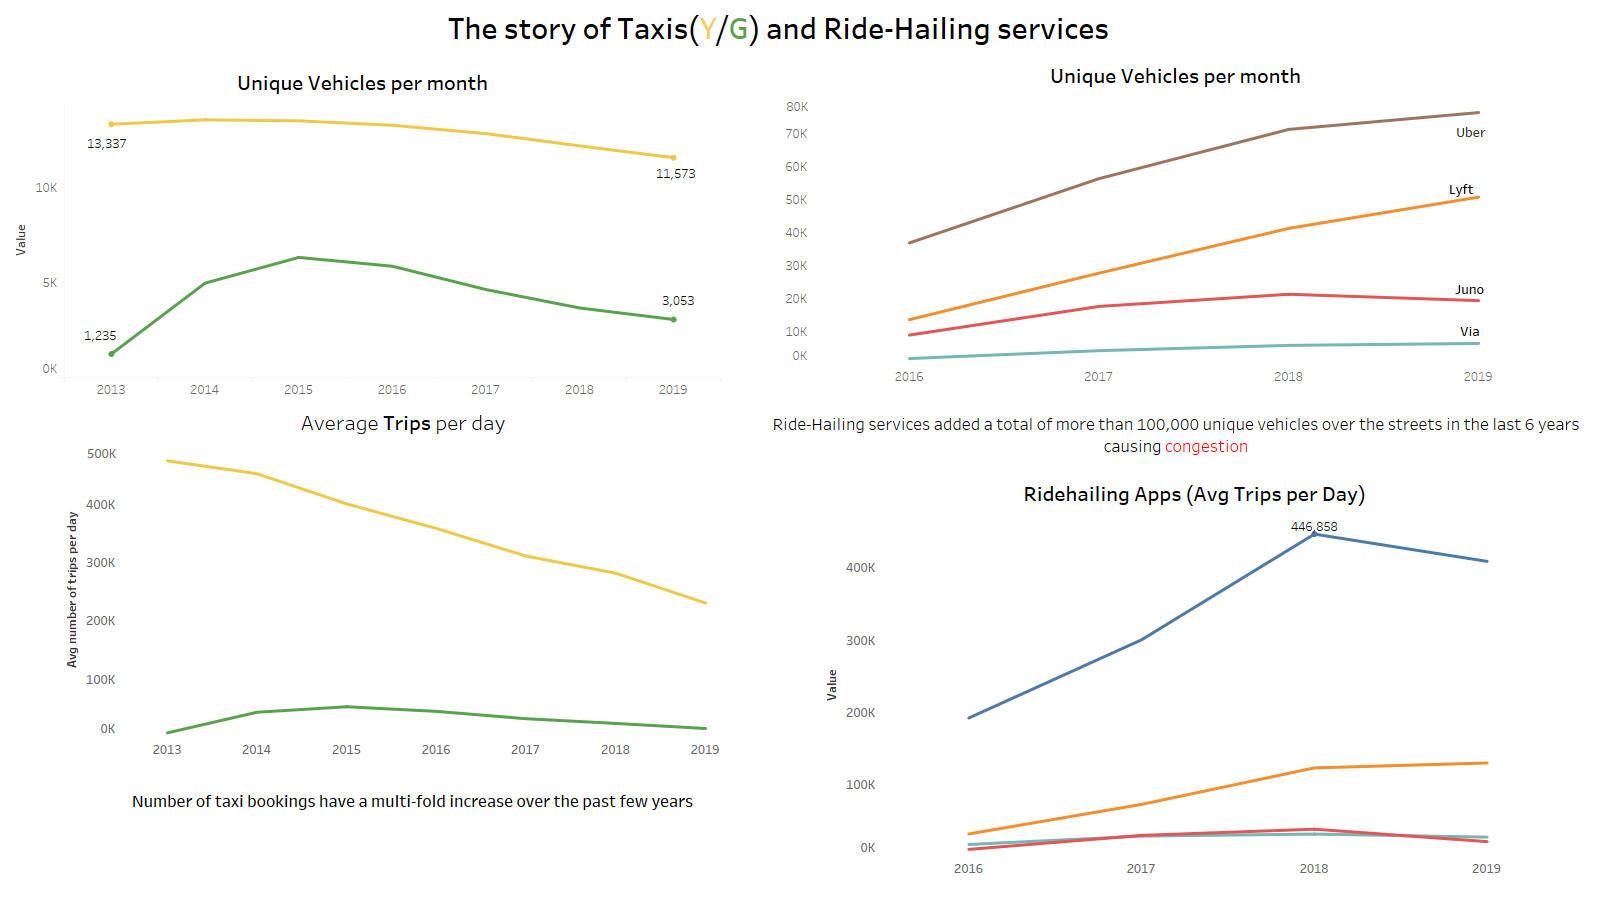 The story of Taxis(Y/G) and Ride-Hailing services
Unique Vehicles per month
13,337
11,573
10K
Value
5K
3,053
1,235
0K
2013 2014 2015 2016 2017 2018 2019
Average Trips per day
500K
400K
300K
200K
100K
0K
Avg number of trips per day
2013 2014 2015 2016 2017 2018 2019
Number of taxi bookings have a multi-fold increase over the past few years
Unique Vehicles per month
80K
70K
60K
50K
40K
30K
20K
10K
0K
Uber
Lyft
Juno
Via
2016 2017 2018 2019
Ride-Hailing services added a total of more than 100,000 unique vehicles over the streets in the last 6 years
causing congestion
Ridehailing Apps (Avg Trips per Day)
446,858
400K
300K
Value
200K
100K
0K
2016 2017 2018 2019